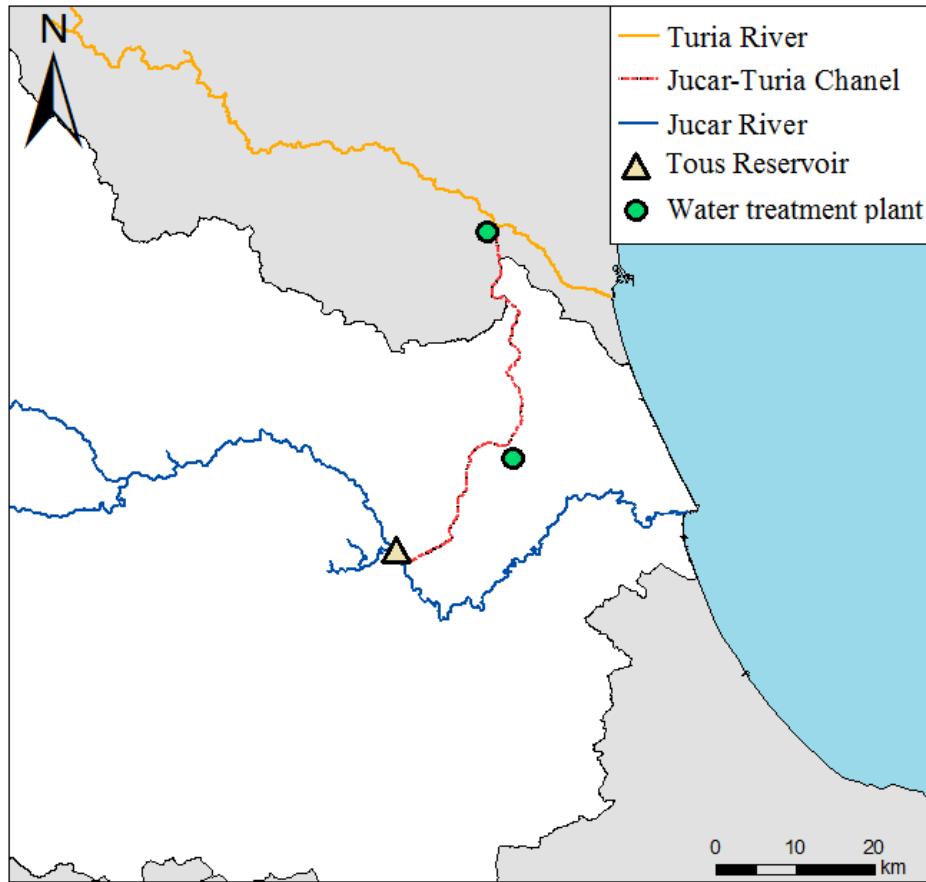 N
Turia River
Jucar-Turia Chanel
Jucar River
Tous Reservoir
Water treatment plant
0 10 20
km